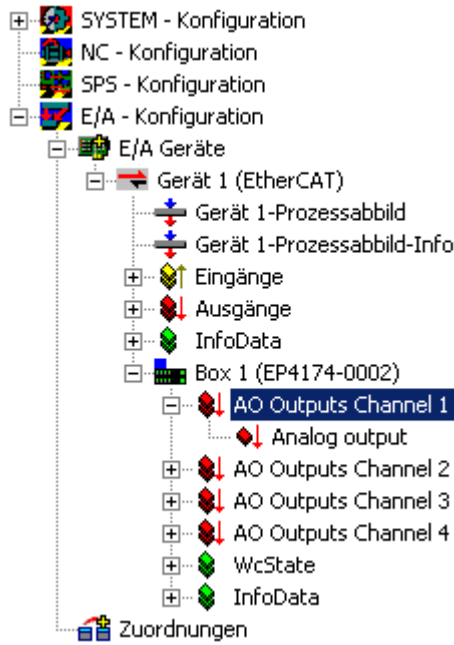 SYSTEM - Konfiguration
NC - Konfiguration
SPS - Konfiguration
E/A - Konfiguration
E/A Geräte
Gerät 1 (EtherCAT)
Gerät 1-Prozessabbild
Gerät 1-Prozessabbild-Info
Eingänge
Ausgänge
InfoData
Box 1 (EP4174-0002)
AO Outputs Channel 1
Analog output
AO Outputs Channel 2
AO Outputs Channel 3
AO Outputs Channel 4
WcState
InfoData
Zuordnungen